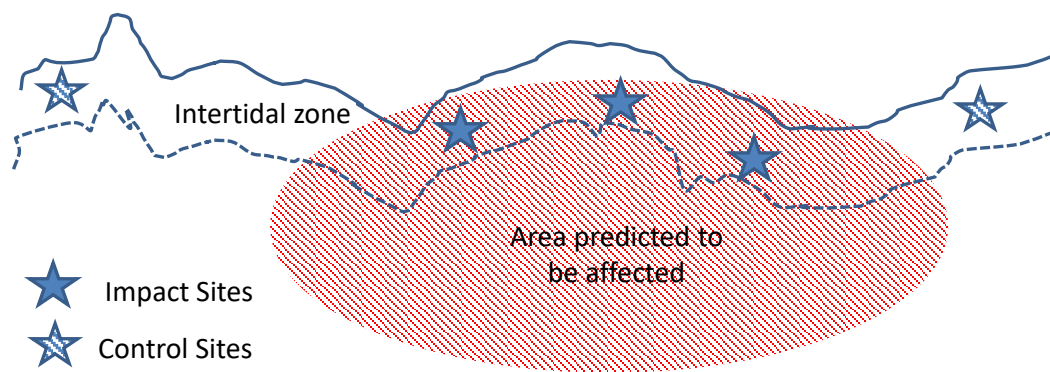 Intertidal zone
Area predicted to
be affected
Impact Sites
Control Sites